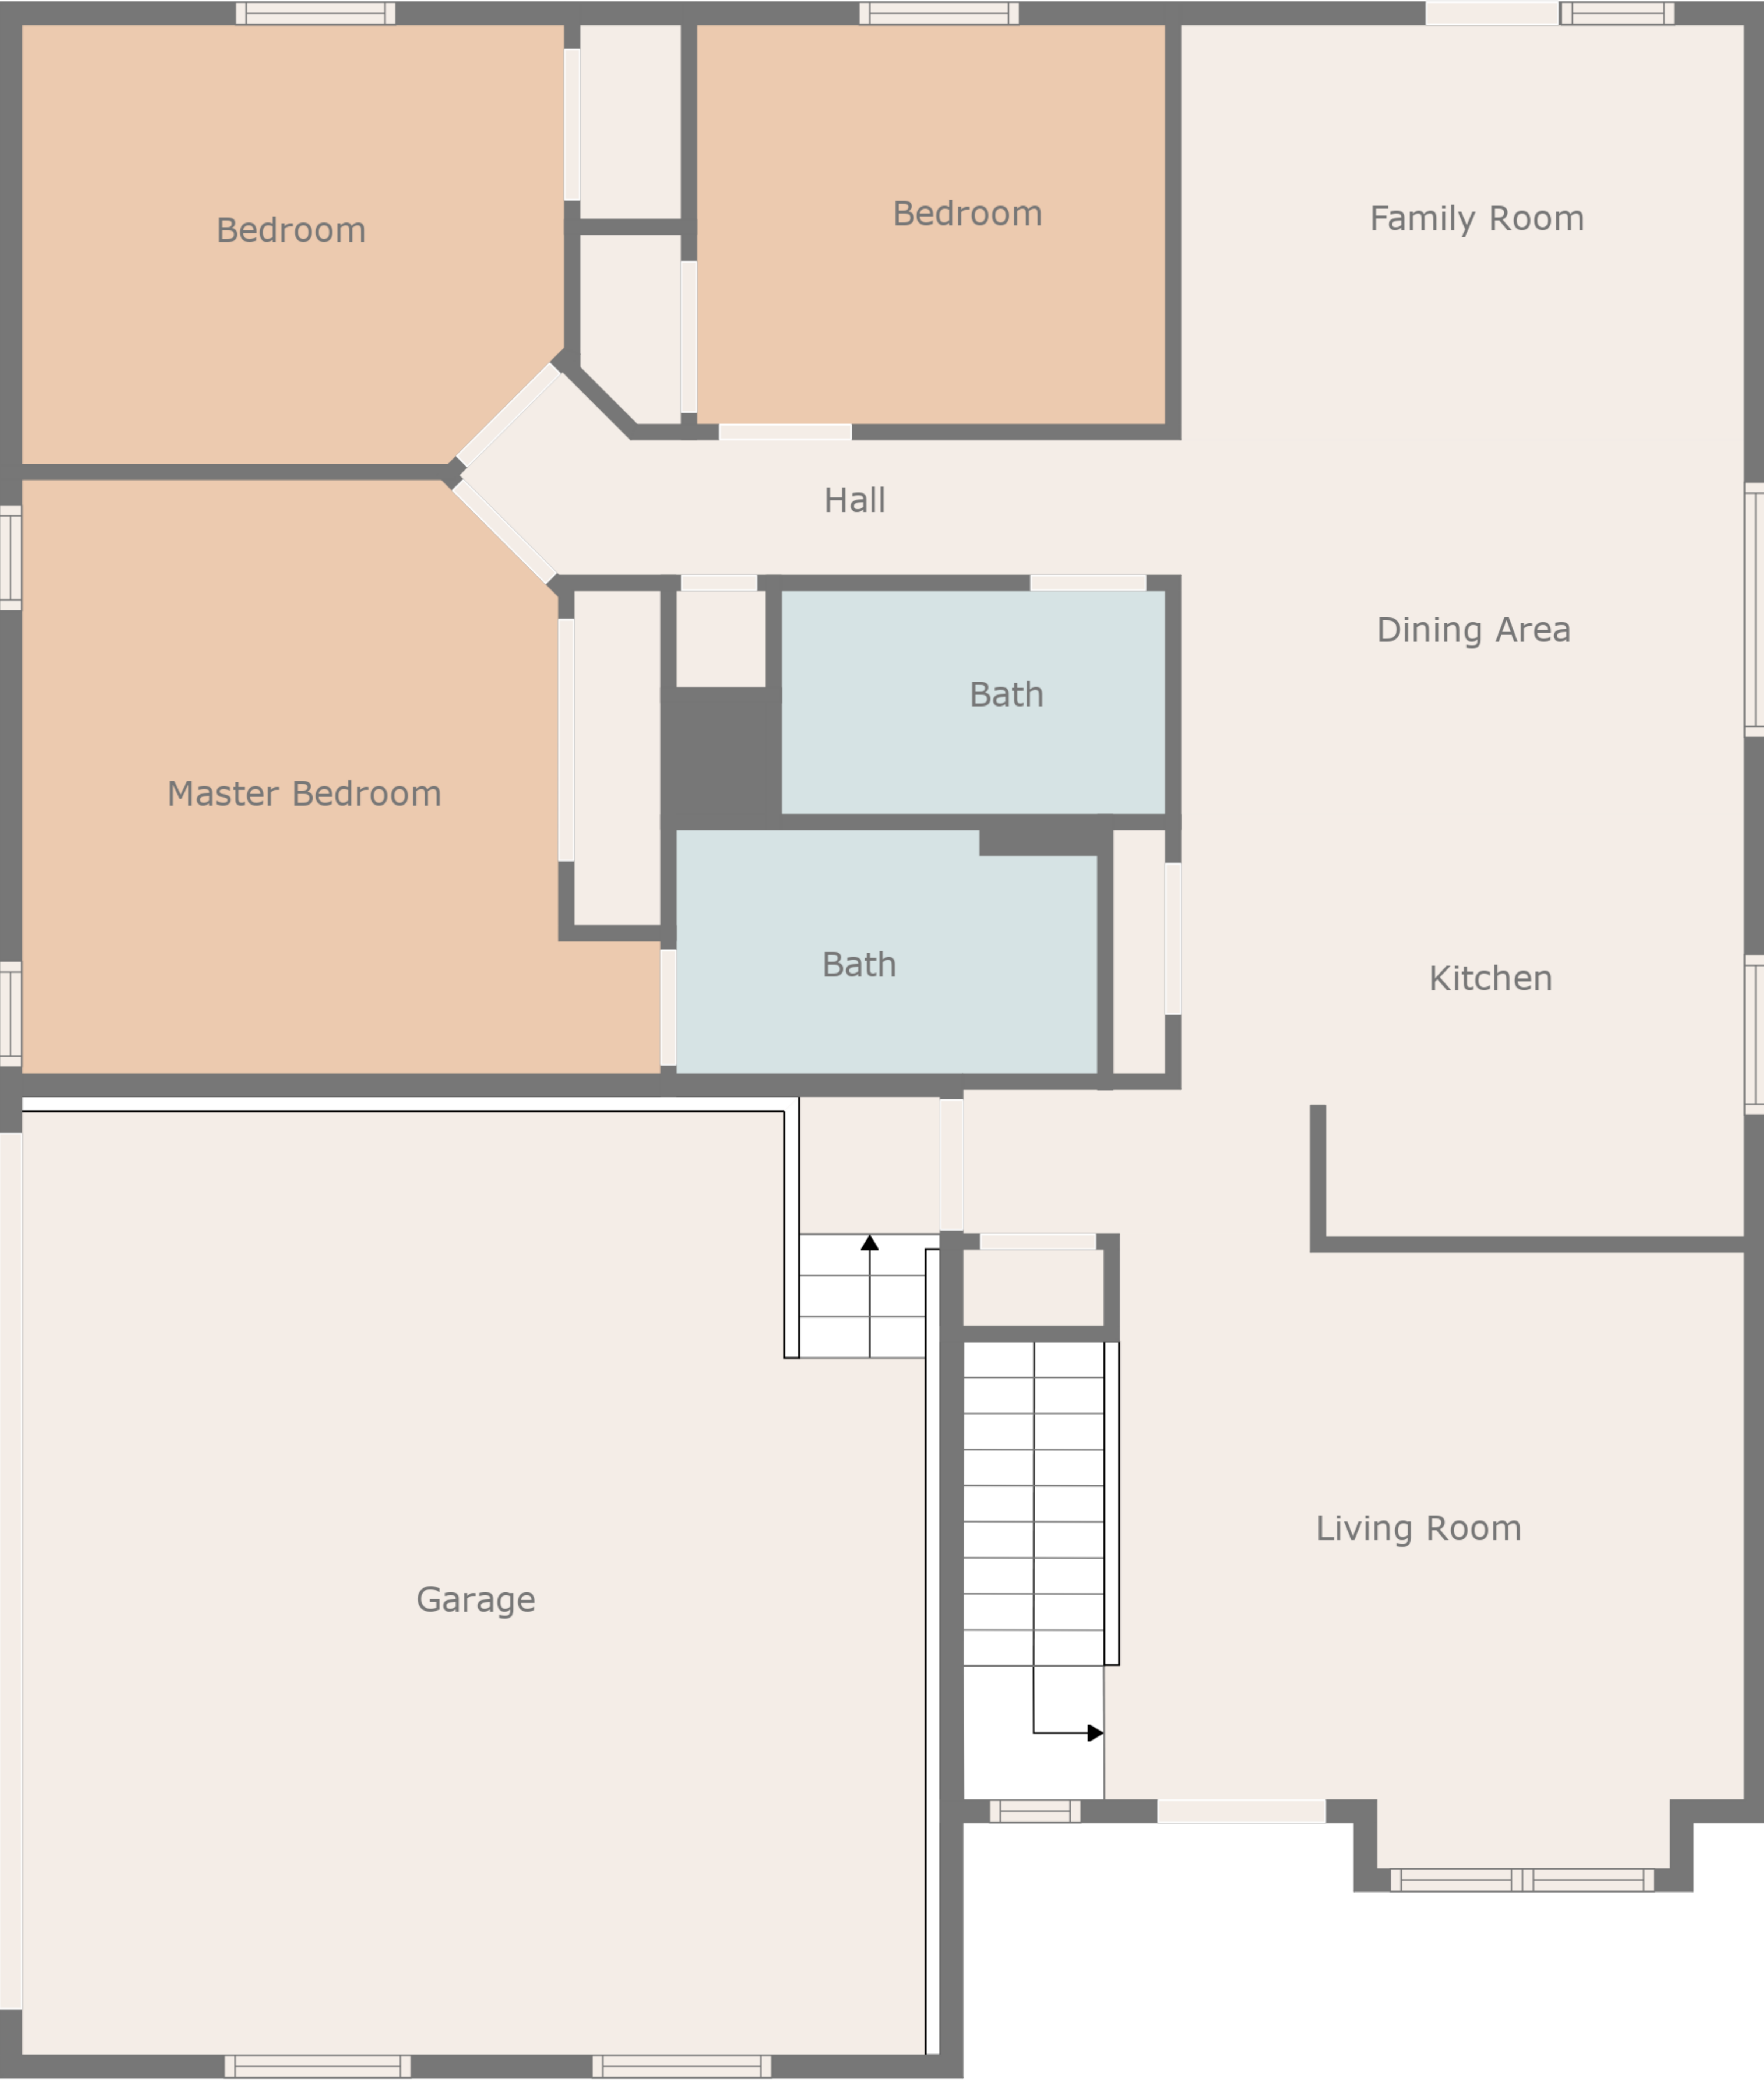 Bedroom
Bedroom
Family Room
Hall
Dining Area
Bath
Master Bedroom
Bath
Kitchen
Living Room
Garage